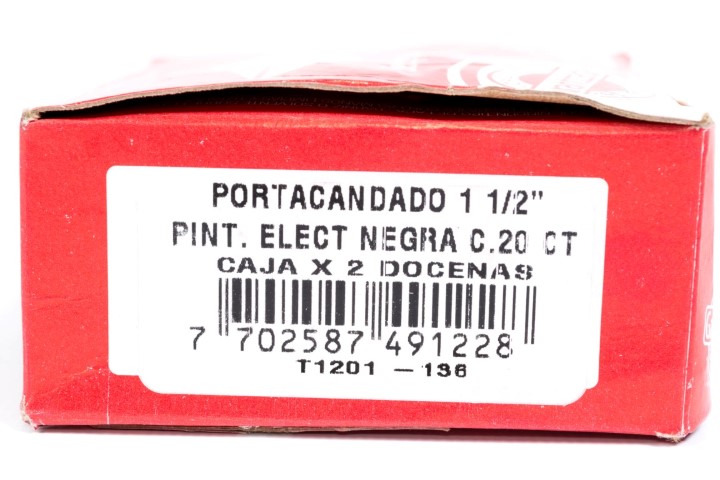 PORTACANDADO 1 1/2"
PINT. ELECT NEGRA C.20 CT
CAJA X 2 DOCENAS
7 702587 491228
T1201 - 136